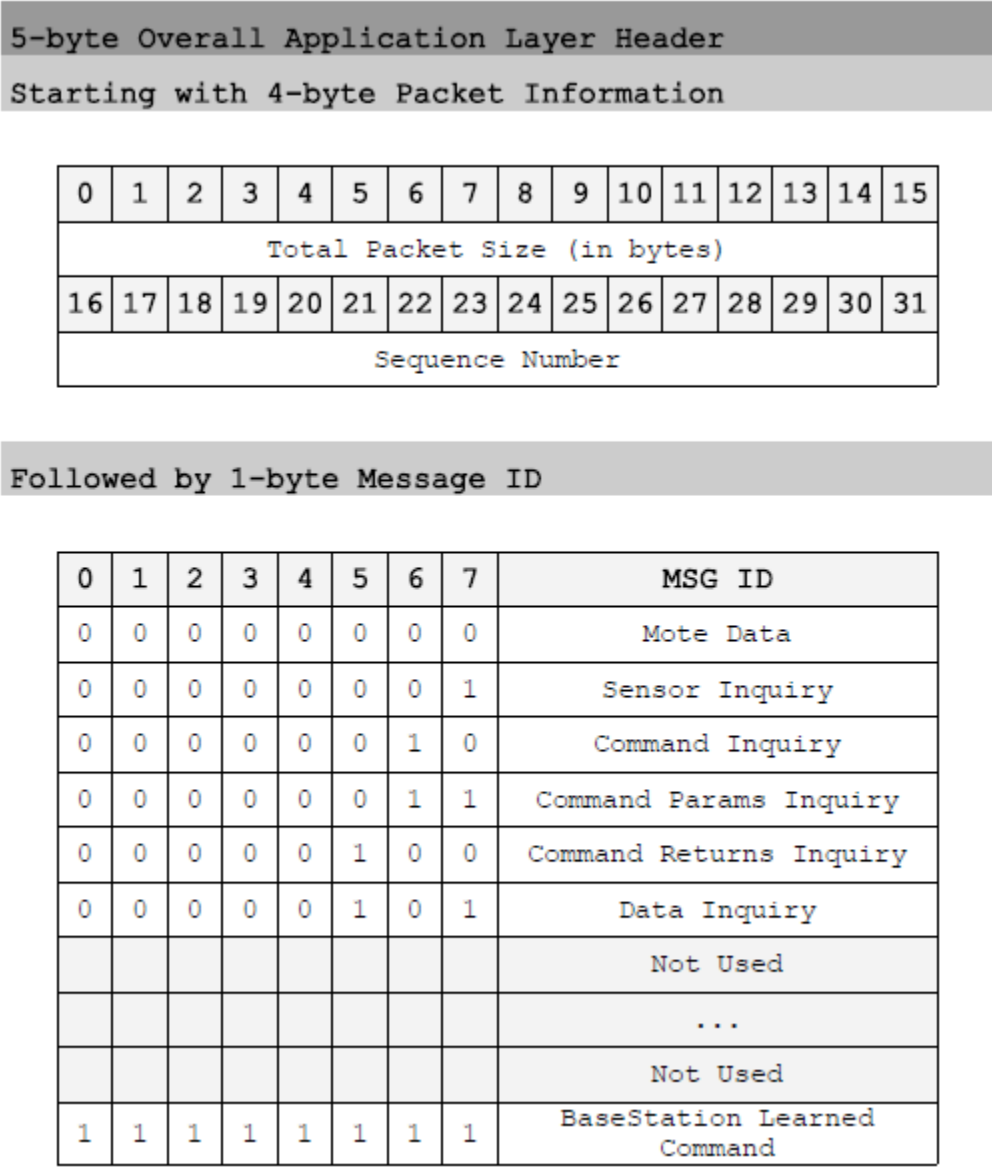 5-byte Overall Application Layer Header
Starting with 4-byte Packet Information
0 1 2 3 4 5 6 7 8 9 10 11 12 13 14 15
Total Packet Size (in bytes)
16 17 18 19 20 21 22 23 24 25 26 27 28 29 30 31
Sequence Number
Followed by 1-byte Message ID
0 1 2 3 4 5 6 7 MSG ID
0 0 0 0 0 0 0 0 Mote Data
0 0 0 0 0 0 0 1 Sensor Inquiry
0 0 0 0 0 0 1 0 Command Inquiry
0 0 0 0 0 0 1 1 Command Params Inquiry
0 0 0 0 0 1 0 0 Command Returns Inquiry
0 0 0 0 0 1 0 1 Data Inquiry
Not Used
...
Not Used
1 1 1 1 1 1 1 1 BaseStation Learned
Command